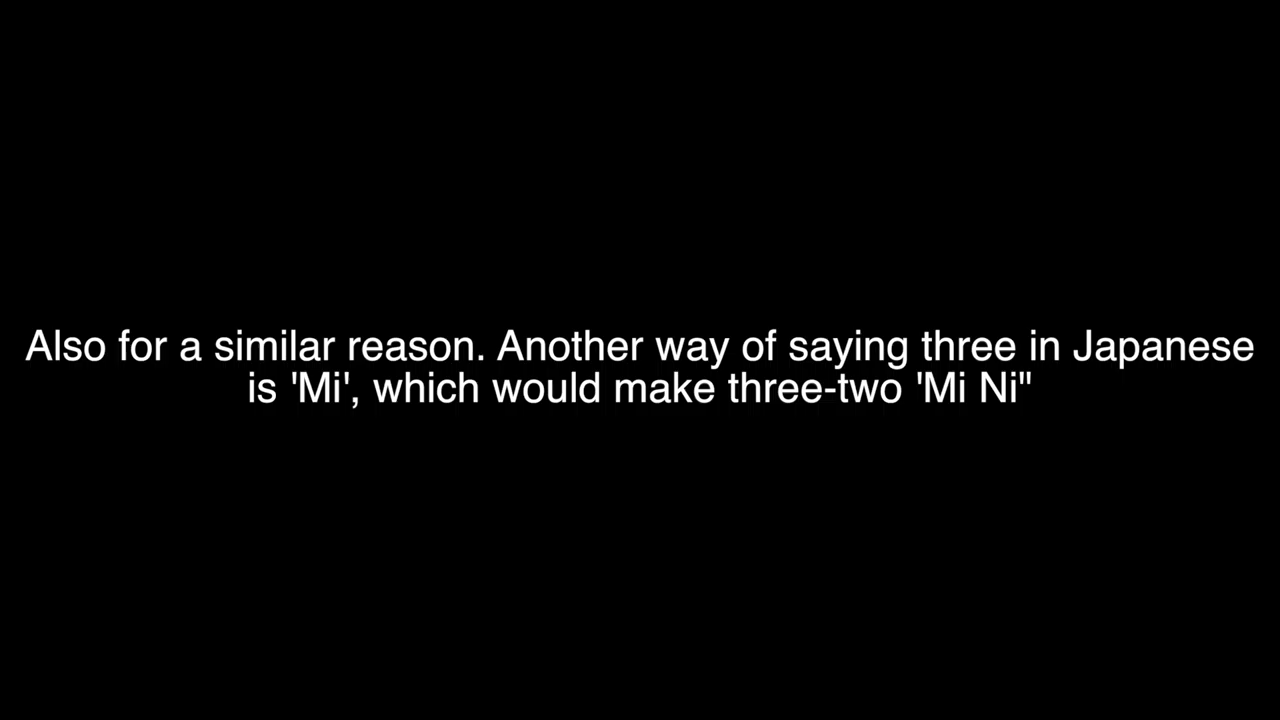 Also for a similar reason. Another way of saying three in Japanese
is 'Mi', which would make three-two 'Mi Ni"